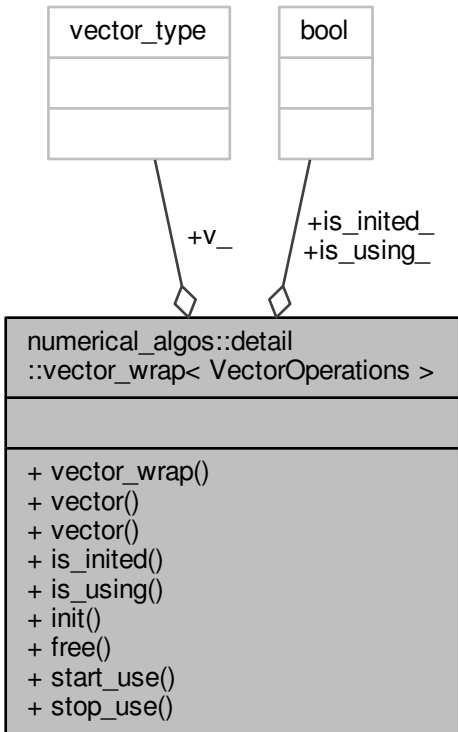 vector_type
bool
+v_
+is_inited_
+is_using_
numerical_algos::detail
::vector_wrap< VectorOperations >
+ vector_wrap()
+ vector()
+ vector()
+ is_inited()
+ is_using()
+ init()
+ free()
+ start_use()
+ stop_use()